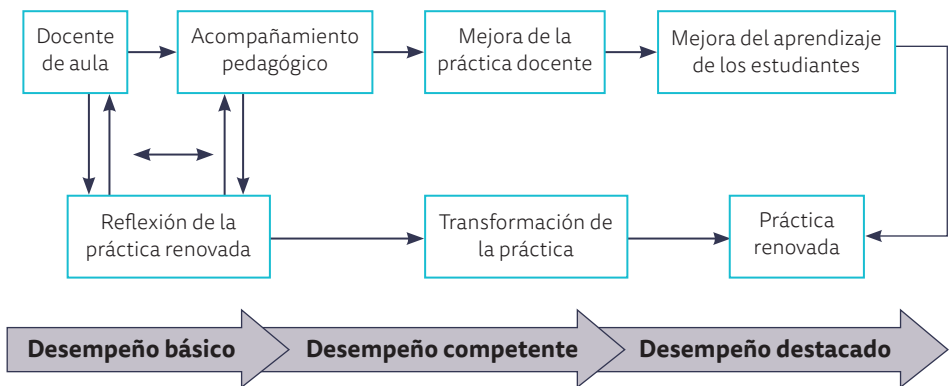 Docente
de aula
Acompañamiento
pedagógico
Mejora de la
práctica docente
Mejora del aprendizaje
de los estudiantes
Reflexión de la
práctica renovada
Transformación de
la práctica
Práctica
renovada
Desempeño básico
Desempeño competente
Desempeño destacado